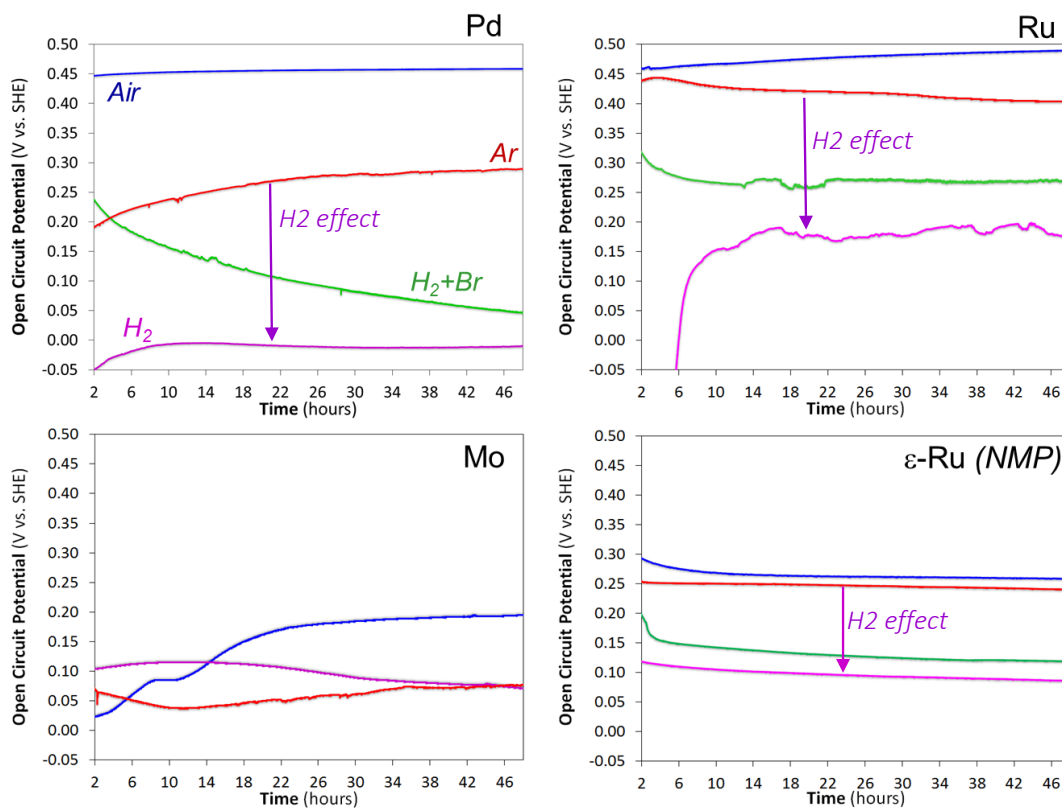 Pd
Open Circuit Potential (V vs. SHE)
0.50
0.45
0.40
0.35
0.30
0.25
0.20
0.15
0.10
0.05
0.00
-0.05
Air
Ar
H2 effect
H₂+Br
H₂
2 6 10 14 18 22 26 30 34 38 42 46
Time (hours)
Ru
Open Circuit Potential (V vs. SHE)
0.50
0.45
0.40
0.35
0.30
0.25
0.20
0.15
0.10
0.05
0.00
-0.05
H2 effect
2 6 10 14 18 22 26 30 34 38 42 46
Time (hours)
Mo
Open Circuit Potential (V vs. SHE)
0.50
0.45
0.40
0.35
0.30
0.25
0.20
0.15
0.10
0.05
0.00
-0.05
2 6 10 14 18 22 26 30 34 38 42 46
Time (hours)
ε-Ru (NMP)
Open Circuit Potential (V vs. SHE)
0.50
0.45
0.40
0.35
0.30
0.25
0.20
0.15
0.10
0.05
0.00
-0.05
H2 effect
2 6 10 14 18 22 26 30 34 38 42 46
Time (hours)